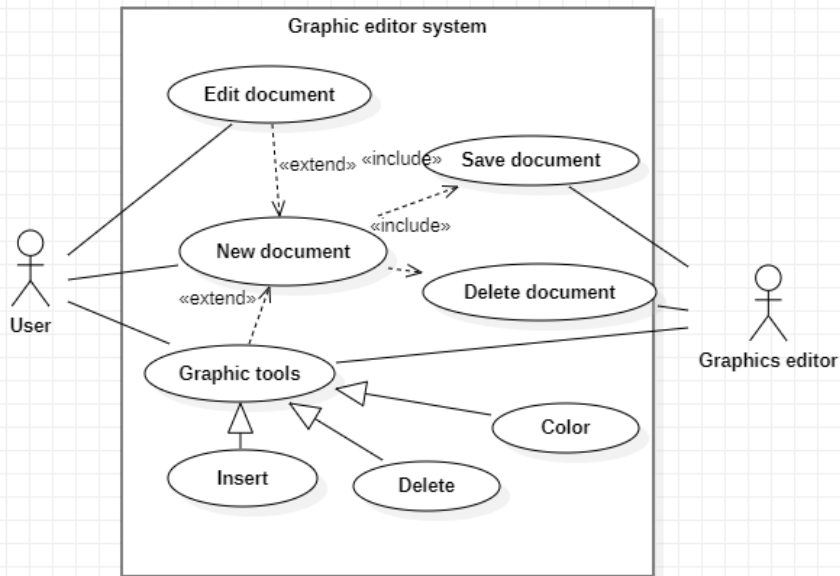 Graphic editor system
Edit document
«extend»
«include»
Save document
«include»
New document
Delete document
«extend»
User
Graphics editor
Graphic tools
Color
Insert
Delete